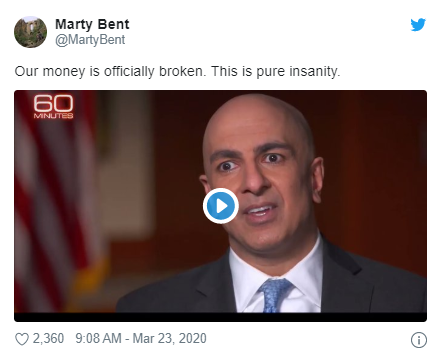 Marty Bent
@MartyBent
Our money is officially broken. This is pure insanity.
60
MINUTES
2,360 9:08 AM - Mar 23, 2020